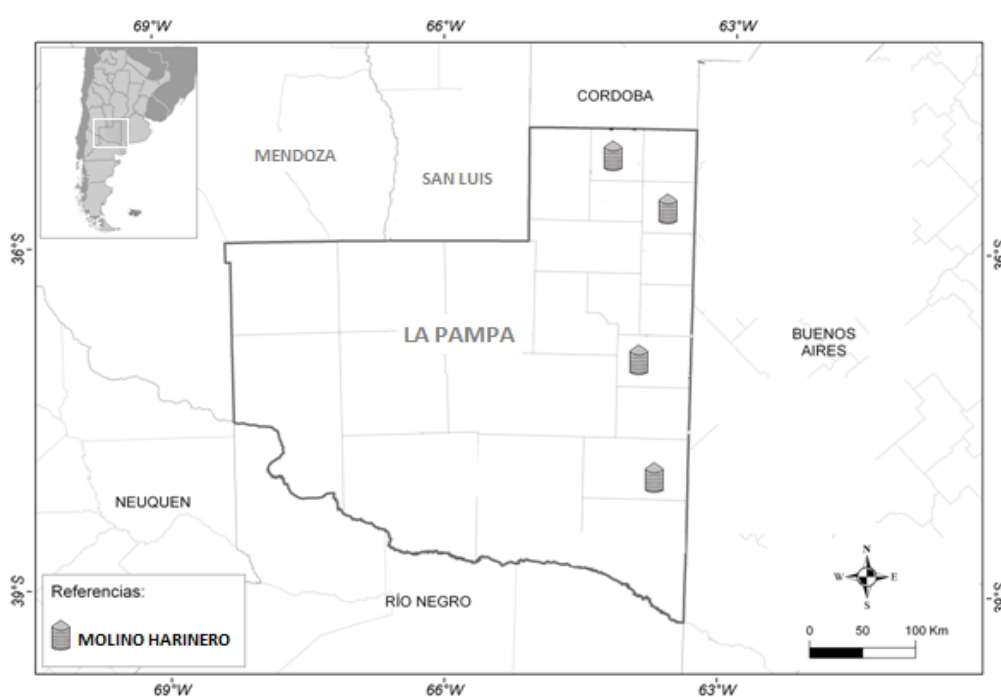 69°W 66°W 63°W
CORDOBA
MENDOZA
SAN LUIS
36°S 36°S
LA PAMPA
BUENOS
AIRES
NEUQUEN
N
W E
S
39°S 39°S
Referencias:
RÍO NEGRO
MOLINO HARINERO
0 50 100 Km
69°W 66°W 63°W